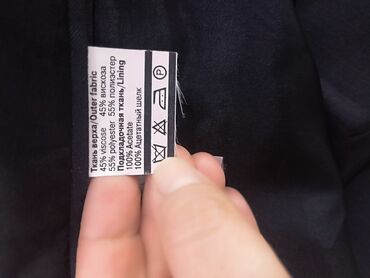 Ткань верха/Outer fabric
45% viscose 45% вискоза
55% polyester 55% полиэстер
Подкладочная ткань/Lining
100% Acetate
100% Ацетатный шелк
P